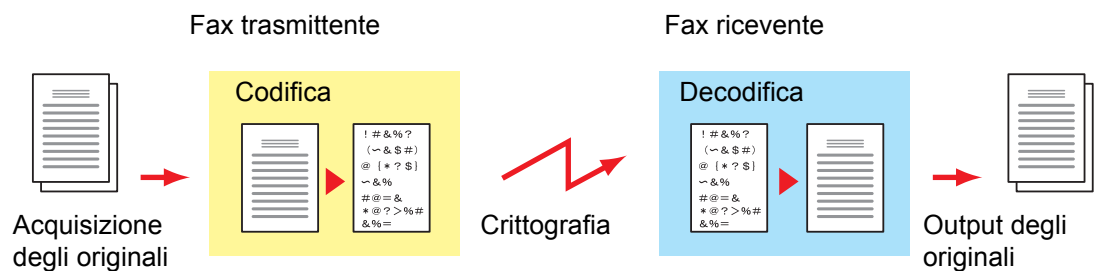 Fax trasmittente
Fax ricevente
Codifica
Decodifica
!#&%?
(~&$#)
@{*?$}
~&%
#@=&
*@?>%#
&%=
!#&%?
(~&$#)
@{*?$}
~&%
#@=&
*@?>%#
&%=
Acquisizione
degli originali
Crittografia
Output degli
originali